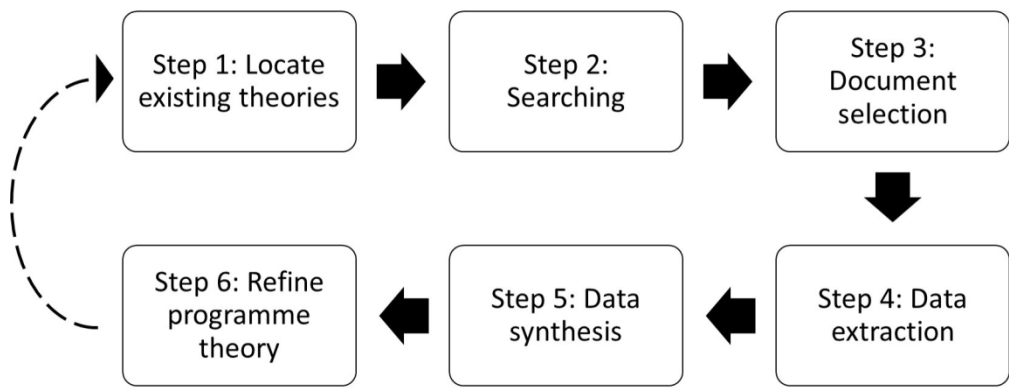 Step 1: Locate
existing theories
Step 2:
Searching
Step 3:
Document
selection
Step 4: Data
extraction
Step 5: Data
synthesis
Step 6: Refine
programme
theory